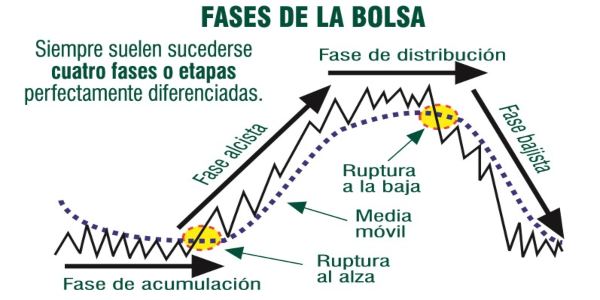 FASES DE LA BOLSA
Siempre suelen sucederse
cuatro fases o etapas
perfectamente diferenciadas.
Fase de distribución
Fase alcista
Fase bajista
Ruptura
a la baja
Media
móvil
Ruptura
al alza
Fase de acumulación